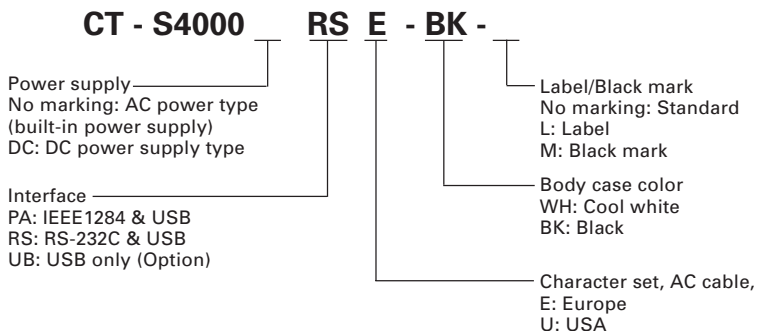 CT - S4000 __ RS E - BK - __
Power supply
No marking: AC power type
(built-in power supply)
DC: DC power supply type
Interface
PA: IEEE1284 & USB
RS: RS-232C & USB
UB: USB only (Option)
Label/Black mark
No marking: Standard
L: Label
M: Black mark
Body case color
WH: Cool white
BK: Black
Character set, AC cable,
E: Europe
U: USA